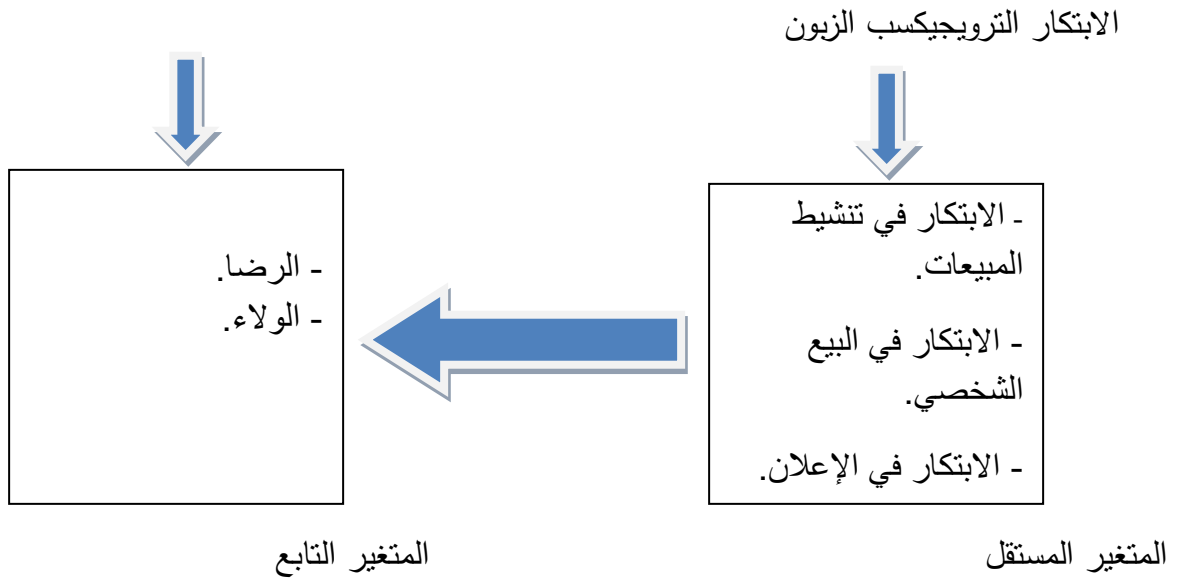 الابتكار الترويجيكسب الزبون
- الابتكار في تنشيط
المبيعات.
- الابتكار في البيع
الشخصي.
- الابتكار في الإعلان.
- الرضا.
- الولاء.
المتغير المستقل
المتغير التابع